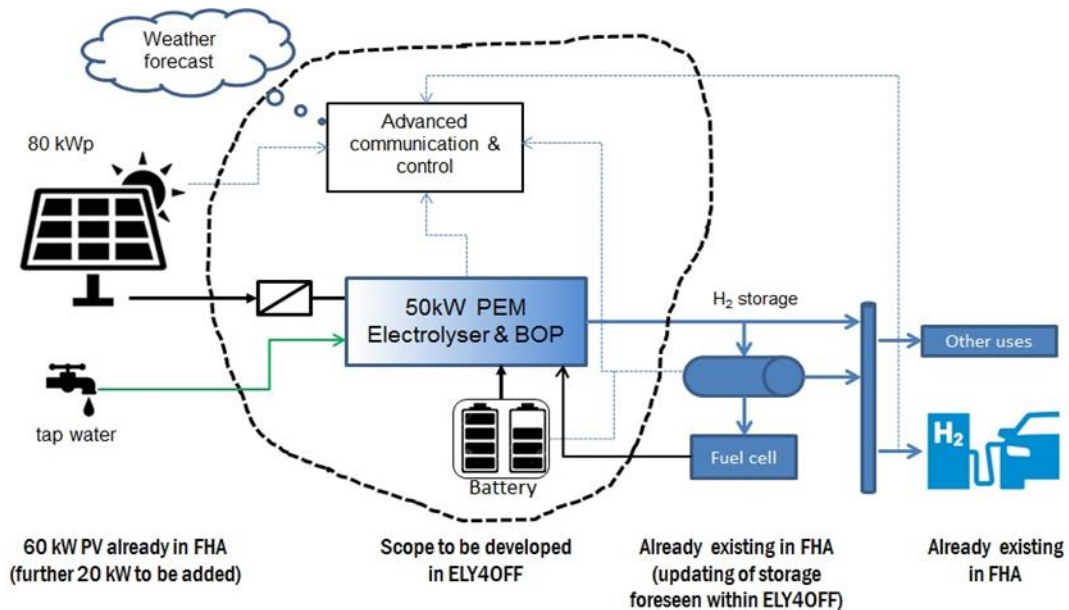 Weather
forecast
Advanced
communication &
control
80 kWp
50kW PEM
Electrolyser & BOP
H₂ storage
Other uses
tap water
Battery
Fuel cell
H₂
60 kW PV already in FHA
(further 20 kW to be added)
Scope to be developed
in ELY4OFF
Already existing in FHA
(updating of storage
foreseen within ELY4OFF)
Already existing
in FHA